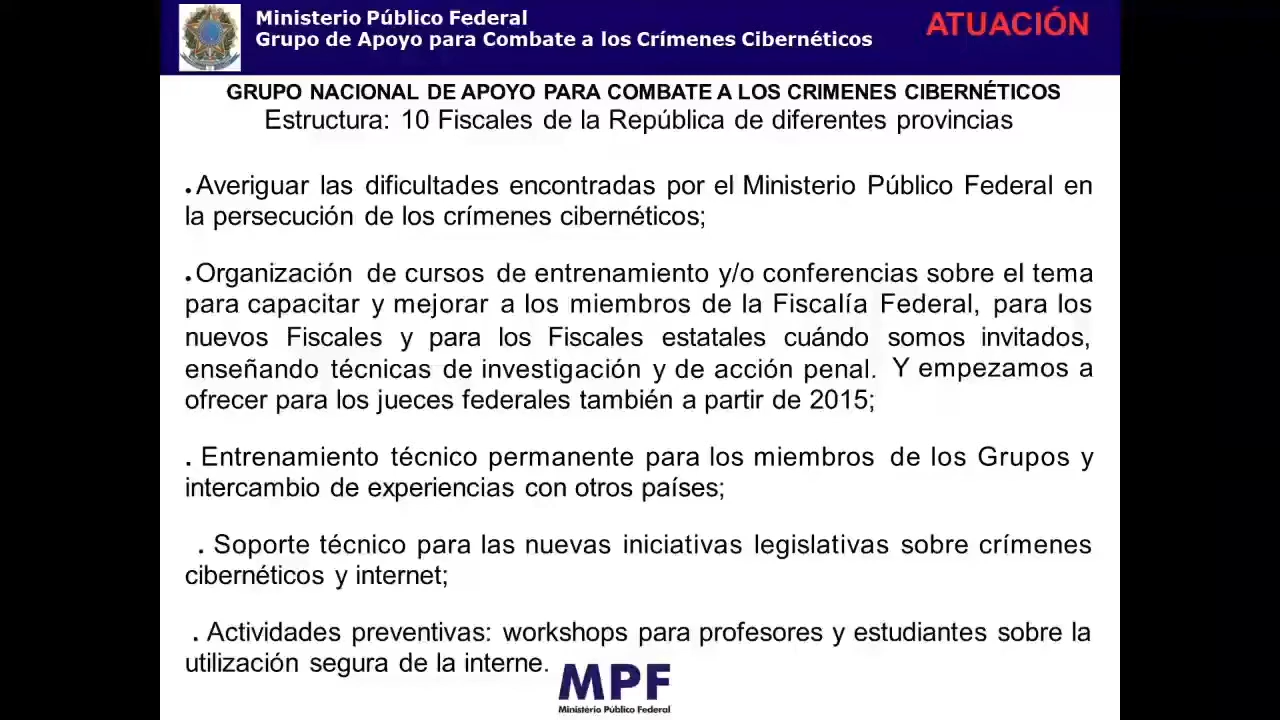 Ministerio Público Federal
Grupo de Apoyo para Combate a los Crímenes Cibernéticos
ATUACIÓN
GRUPO NACIONAL DE APOYO PARA COMBATE A LOS CRIMENES CIBERNÉTICOS
Estructura: 10 Fiscales de la República de diferentes provincias
. Averiguar las dificultades encontradas por el Ministerio Público Federal en
la persecución de los crímenes cibernéticos;
. Organización de cursos de entrenamiento y/o conferencias sobre el tema
para capacitar y mejorar a los miembros de la Fiscalía Federal, para los
nuevos Fiscales y para los Fiscales estatales cuándo somos invitados,
enseñando técnicas de investigación y de acción penal. Y empezamos a
ofrecer para los jueces federales también a partir de 2015;
. Entrenamiento técnico permanente para los miembros de los Grupos y
intercambio de experiencias con otros países;
. Soporte técnico para las nuevas iniciativas legislativas sobre crímenes
cibernéticos y internet;
. Actividades preventivas: workshops para profesores y estudiantes sobre la
utilización segura de la interne.
MPF
Ministério Público Federal